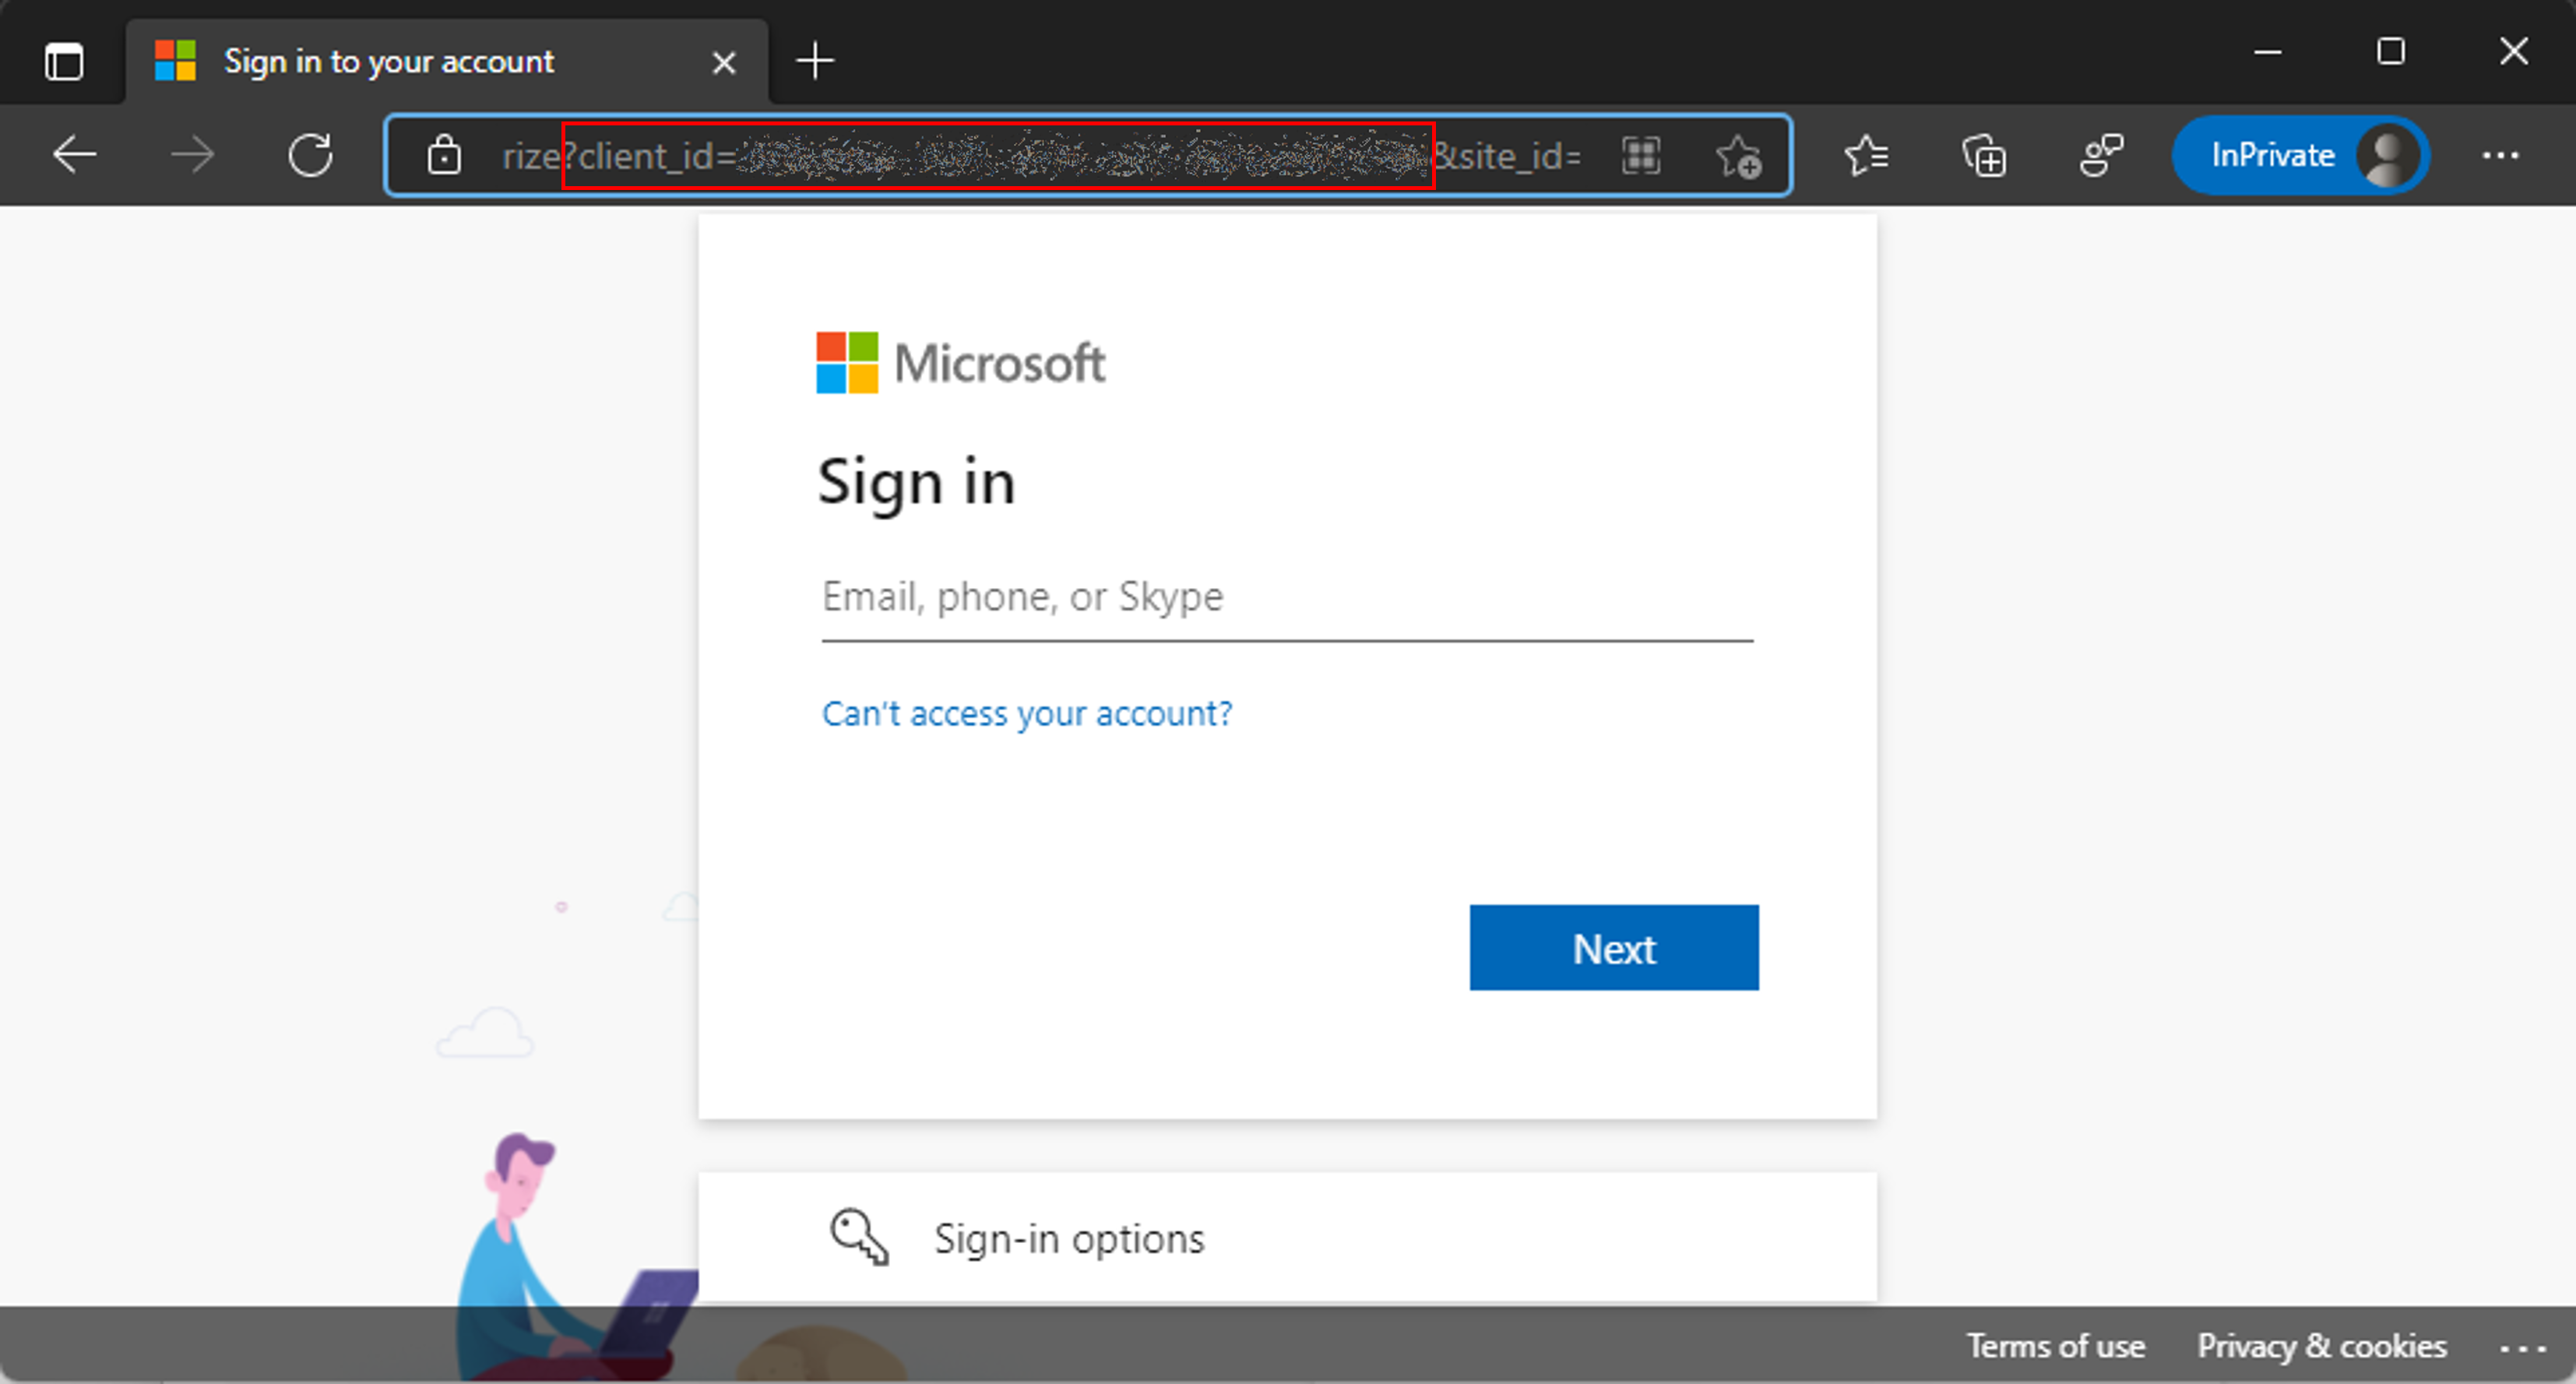 Sign in to your account
rize?client_id=
&site_id=
InPrivate
Microsoft
Sign in
Email, phone, or Skype
Can't access your account?
Next
Sign-in options
Terms of use
Privacy & cookies